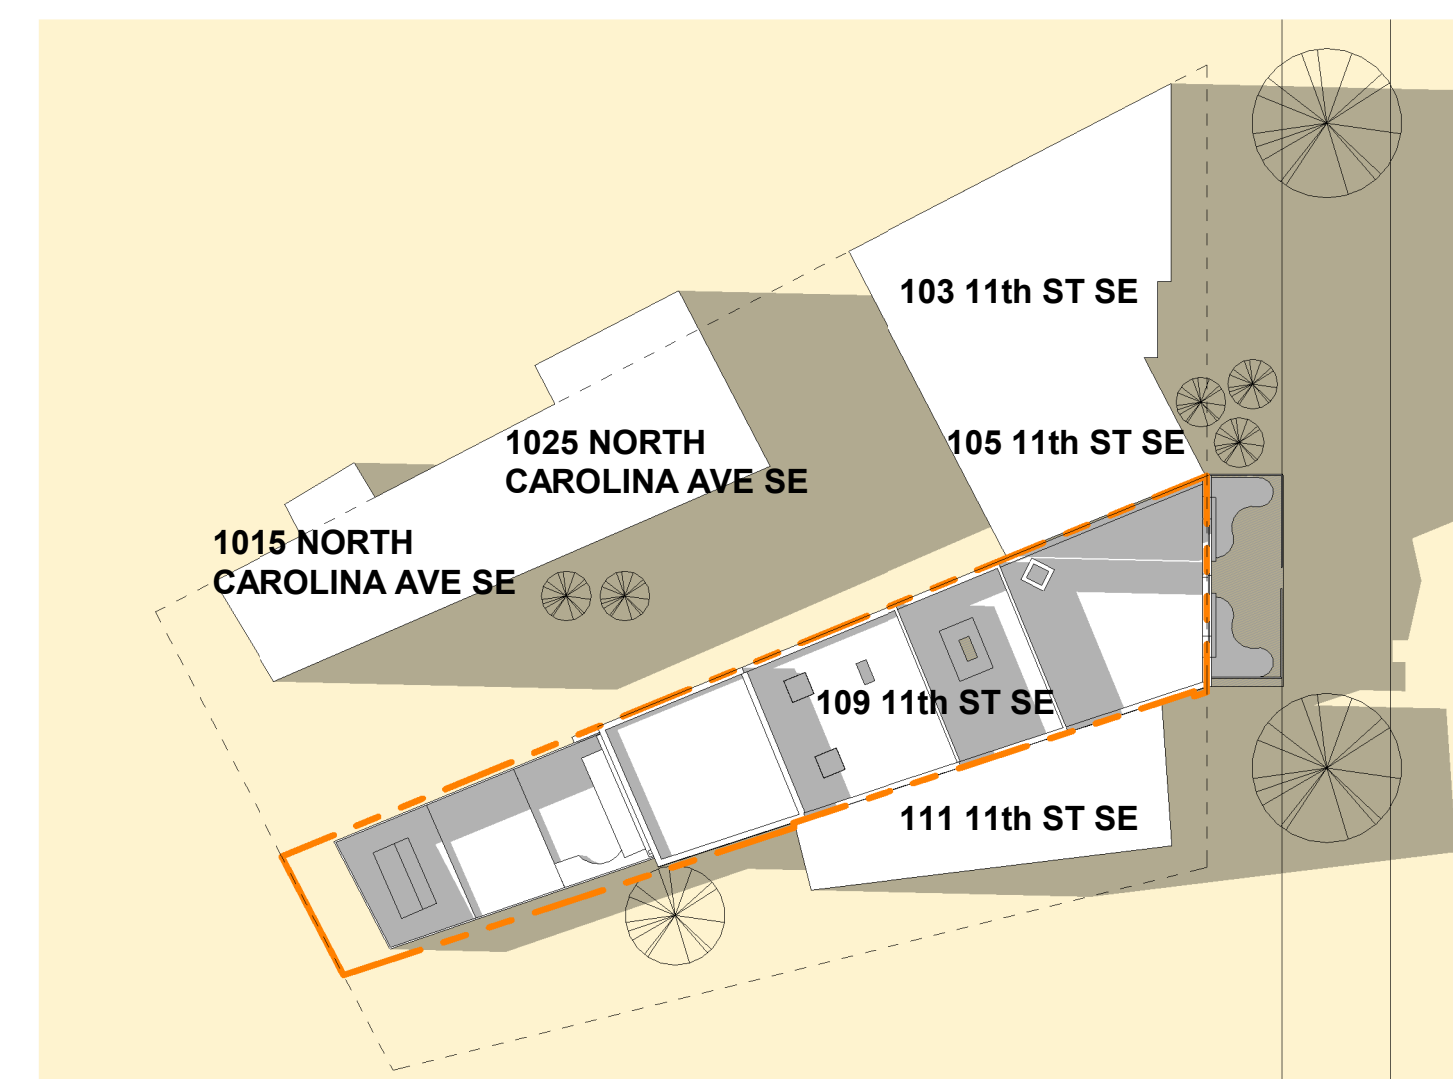 103 11th ST SE
1025 NORTH
CAROLINA AVE SE
105 11th ST SE
1015 NORTH
CAROLINA AVE SE
109 11th ST SE
111 11th ST SE